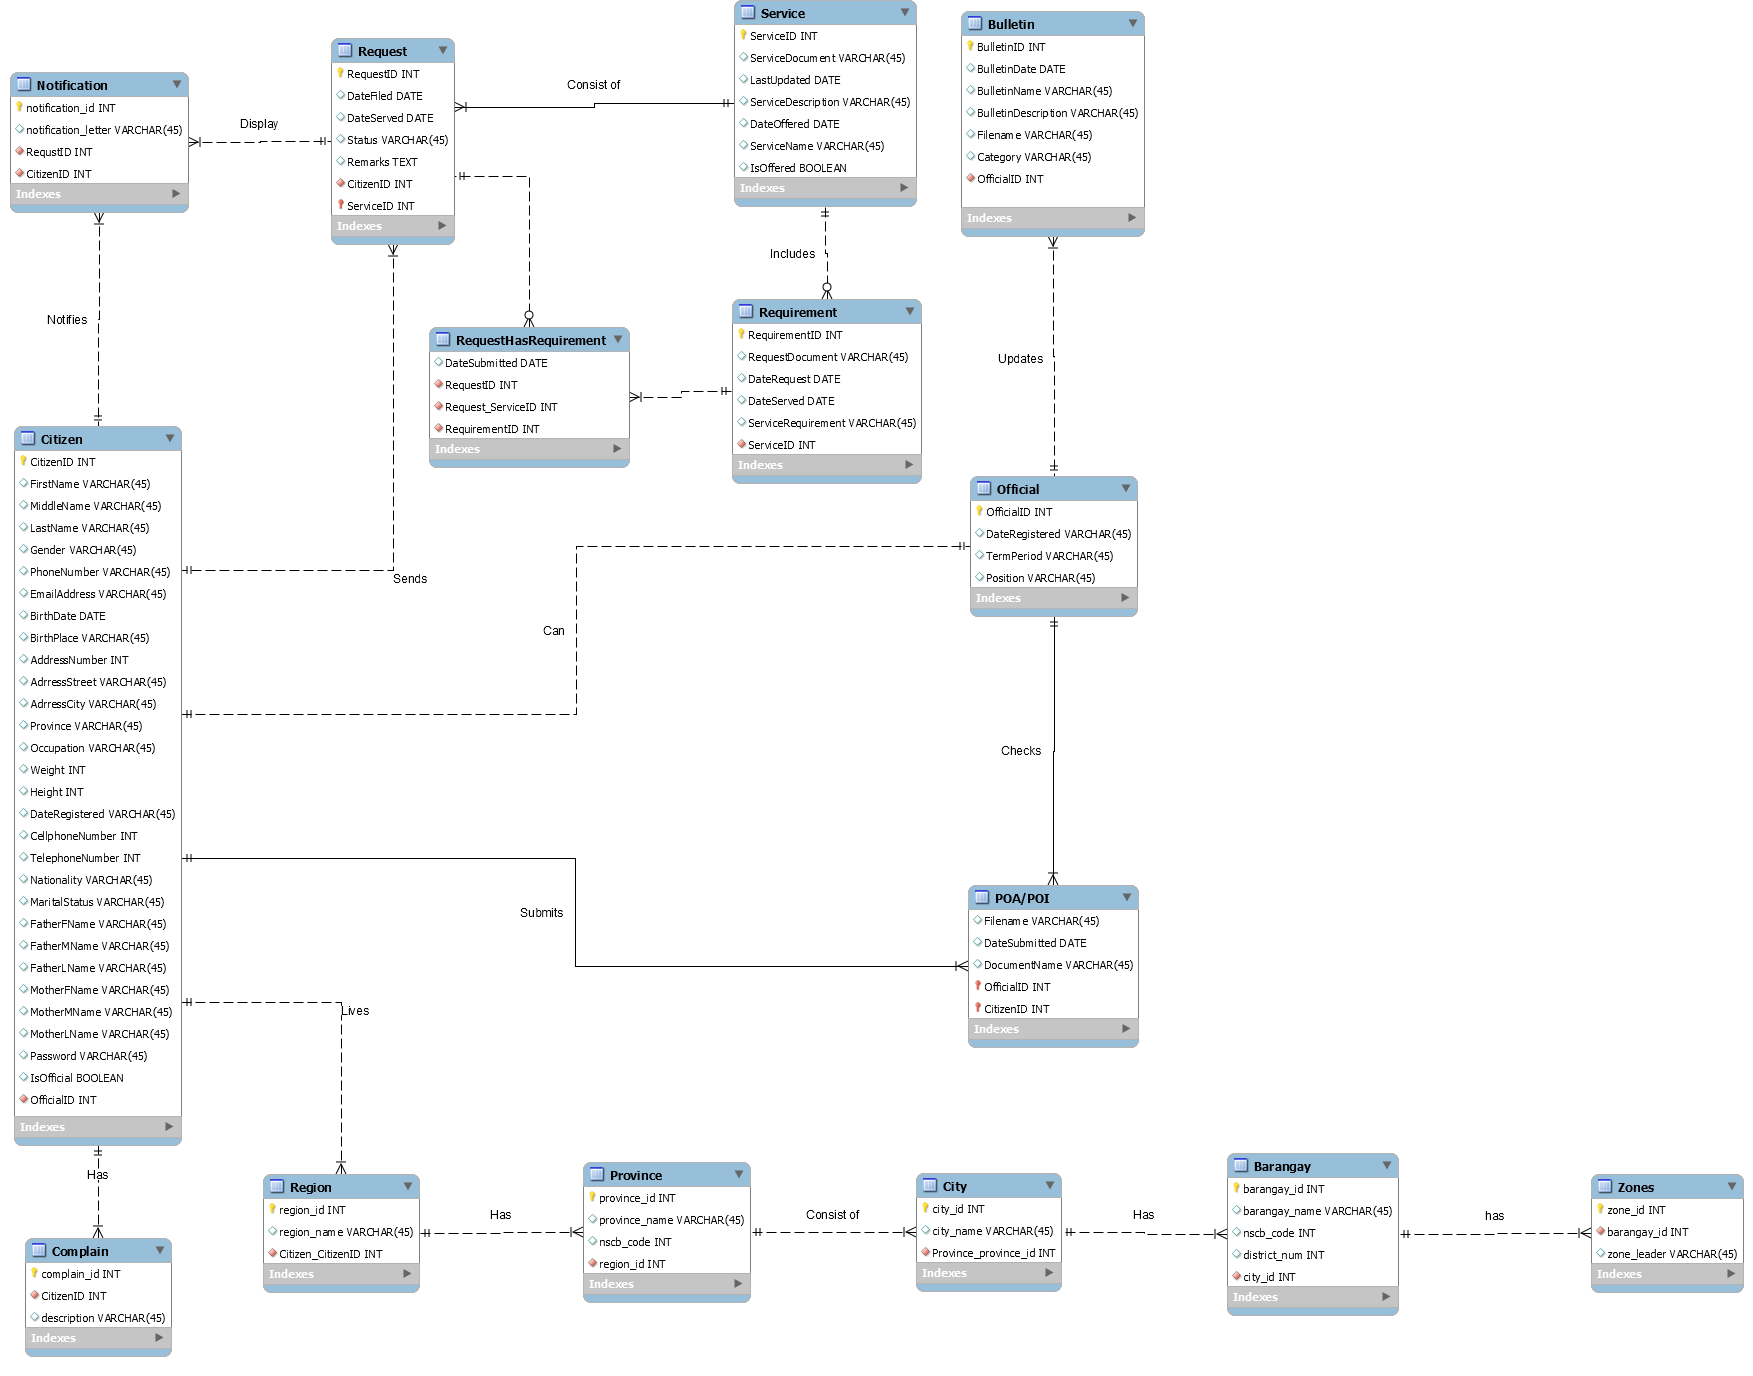 Service
ServiceID INT
ServiceDocument VARCHAR(45)
LastUpdated DATE
ServiceDescription VARCHAR(45)
DateOffered DATE
ServiceName VARCHAR(45)
IsOffered BOOLEAN
Indexes
Bulletin
BulletinID INT
BulletinDate DATE
BulletinName VARCHAR(45)
BulletinDescription VARCHAR(45)
Filename VARCHAR(45)
Category VARCHAR(45)
OfficialID INT
Indexes
Request
RequestID INT
DateFiled DATE
DateServed DATE
Status VARCHAR(45)
Remarks TEXT
CitizenID INT
ServiceID INT
Indexes
Consist of
Notification
notification_id INT
notification_letter VARCHAR(45)
RequstID INT
CitizenID INT
Indexes
Display
Includes
Notifies
RequestHasRequirement
DateSubmitted DATE
RequestID INT
Request_ServiceID INT
RequirementID INT
Indexes
Requirement
RequirementID INT
RequestDocument VARCHAR(45)
DateRequest DATE
DateServed DATE
ServiceRequirement VARCHAR(45)
ServiceID INT
Indexes
Updates
Citizen
CitizenID INT
FirstName VARCHAR(45)
MiddleName VARCHAR(45)
LastName VARCHAR(45)
Gender VARCHAR(45)
PhoneNumber VARCHAR(45)
EmailAddress VARCHAR(45)
BirthDate DATE
BirthPlace VARCHAR(45)
AddressNumber INT
AdrressStreet VARCHAR(45)
AdrressCity VARCHAR(45)
Province VARCHAR(45)
Occupation VARCHAR(45)
Weight INT
Height INT
DateRegistered VARCHAR(45)
CellphoneNumber INT
TelephoneNumber INT
Nationality VARCHAR(45)
MaritalStatus VARCHAR(45)
FatherFName VARCHAR(45)
FatherMName VARCHAR(45)
FatherLName VARCHAR(45)
MotherFName VARCHAR(45)
MotherMName VARCHAR(45)
MotherLName VARCHAR(45)
Password VARCHAR(45)
IsOfficial BOOLEAN
OfficialID INT
Indexes
Official
OfficialID INT
DateRegistered VARCHAR(45)
TermPeriod VARCHAR(45)
Position VARCHAR(45)
Indexes
Sends
Can
Checks
Submits
POA/POI
Filename VARCHAR(45)
DateSubmitted DATE
DocumentName VARCHAR(45)
OfficialID INT
CitizenID INT
Indexes
Lives
Has
Complain
complain_id INT
CitizenID INT
description VARCHAR(45)
Indexes
Region
region_id INT
region_name VARCHAR(45)
Citizen_CitizenID INT
Indexes
Has
Province
province_id INT
province_name VARCHAR(45)
nscb_code INT
region_id INT
Indexes
Consist of
City
city_id INT
city_name VARCHAR(45)
Province_province_id INT
Indexes
Has
Barangay
barangay_id INT
barangay_name VARCHAR(45)
nscb_code INT
district_num INT
city_id INT
Indexes
has
Zones
zone_id INT
barangay_id INT
zone_leader VARCHAR(45)
Indexes